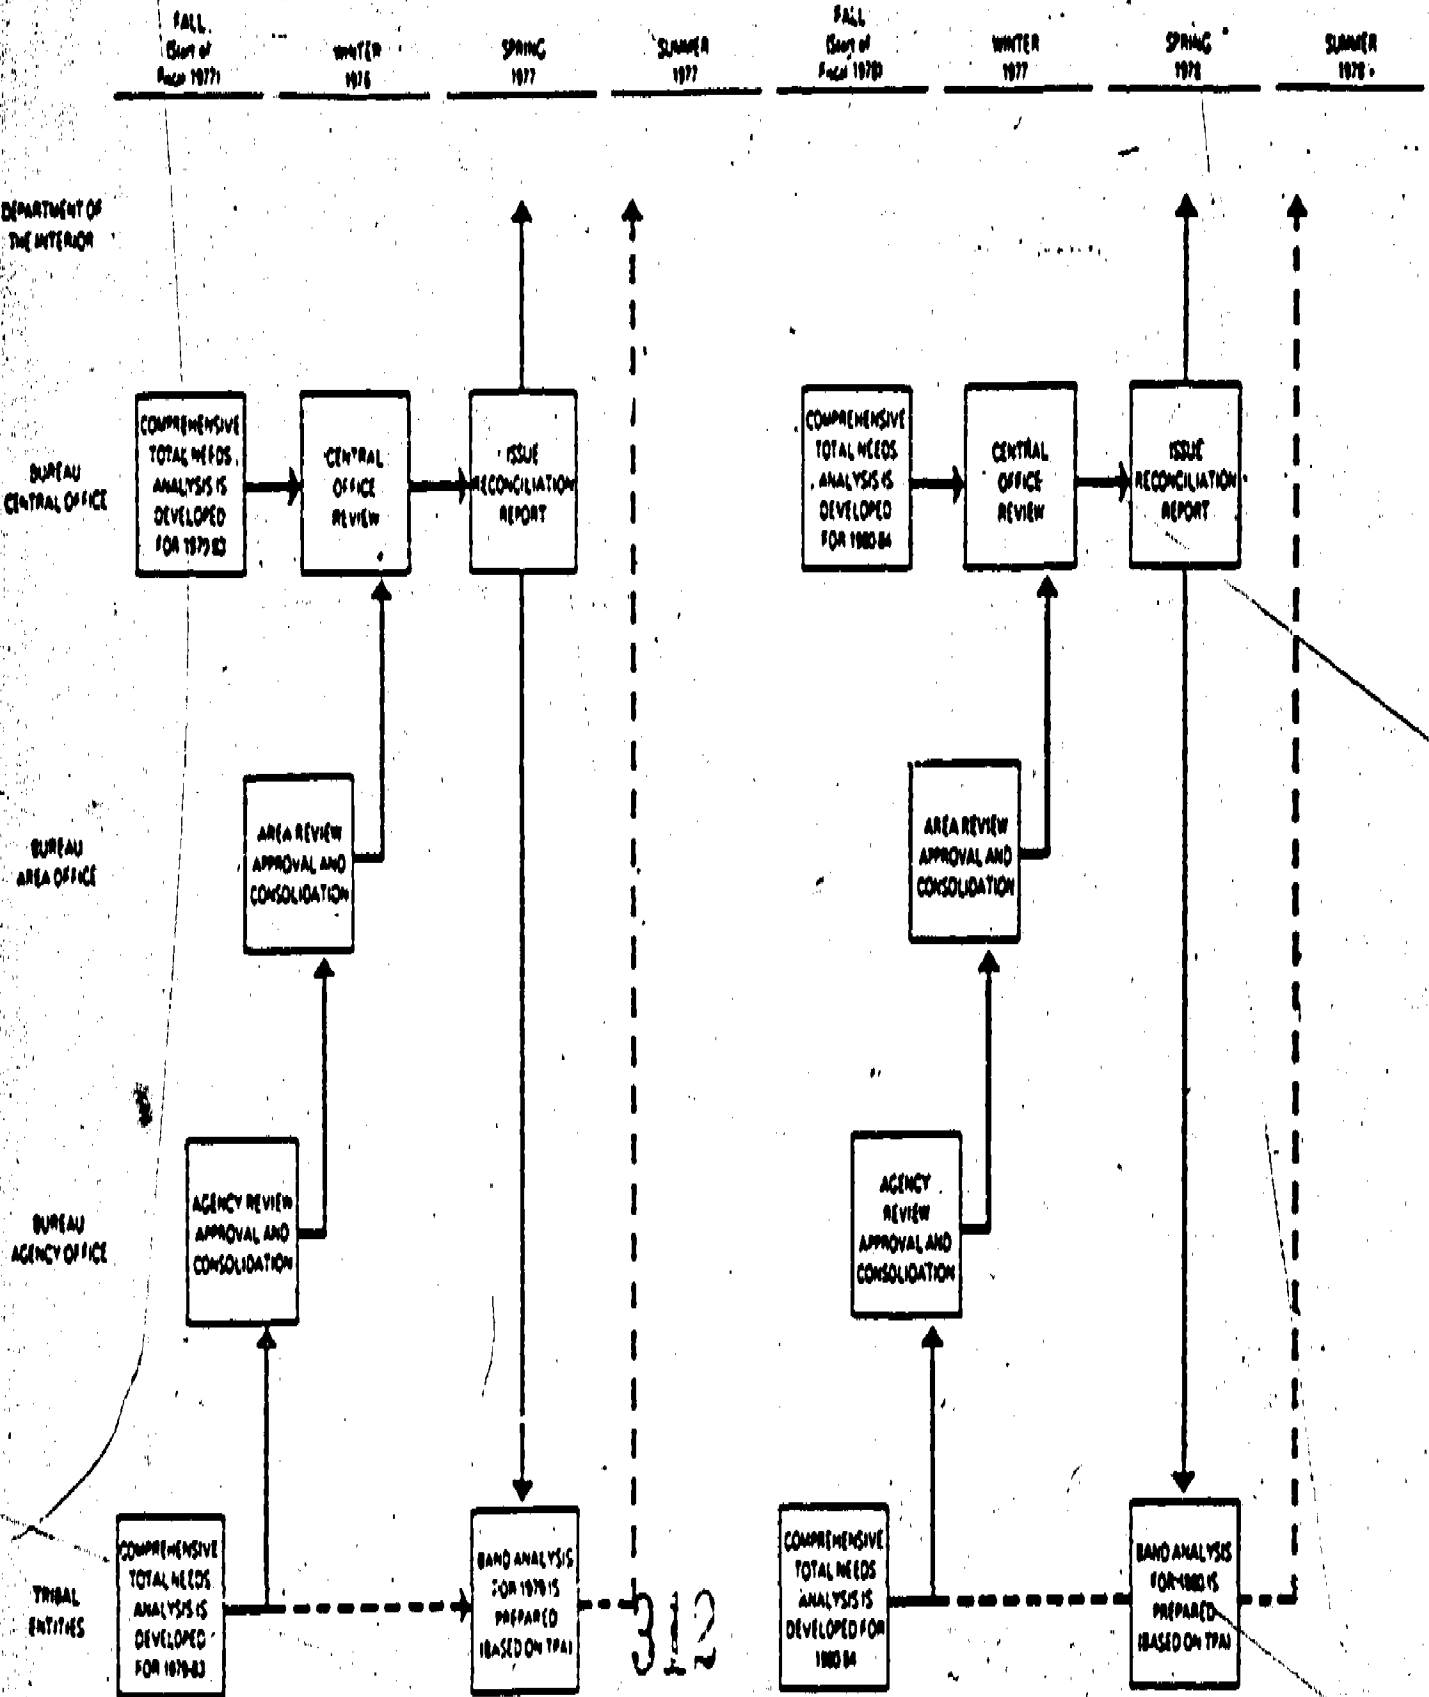 FALL
(Start of
Fiscal 1977)
WINTER
1976
SPRING
1977
SUMMER
1977
FALL
(Start of
Fiscal 1978)
WINTER
1977
SPRING
1978
SUMMER
1978
DEPARTMENT OF
THE INTERIOR
BUREAU
CENTRAL OFFICE
COMPREHENSIVE
TOTAL NEEDS
ANALYSIS IS
DEVELOPED
FOR 1979-83
CENTRAL
OFFICE
REVIEW
ISSUE
RECONCILIATION
REPORT
COMPREHENSIVE
TOTAL NEEDS
ANALYSIS IS
DEVELOPED
FOR 1980-84
CENTRAL
OFFICE
REVIEW
ISSUE
RECONCILIATION
REPORT
BUREAU
AREA OFFICE
AREA REVIEW
APPROVAL AND
CONSOLIDATION
AREA REVIEW
APPROVAL AND
CONSOLIDATION
BUREAU
AGENCY OFFICE
AGENCY REVIEW
APPROVAL AND
CONSOLIDATION
AGENCY
REVIEW
APPROVAL AND
CONSOLIDATION
TRIBAL
ENTITIES
COMPREHENSIVE
TOTAL NEEDS
ANALYSIS IS
DEVELOPED
FOR 1979-83
BAND ANALYSIS
FOR 1979 IS
PREPARED
(BASED ON TPA)
312
COMPREHENSIVE
TOTAL NEEDS
ANALYSIS IS
DEVELOPED FOR
1980-84
BAND ANALYSIS
FOR 1980 IS
PREPARED
(BASED ON TPA)